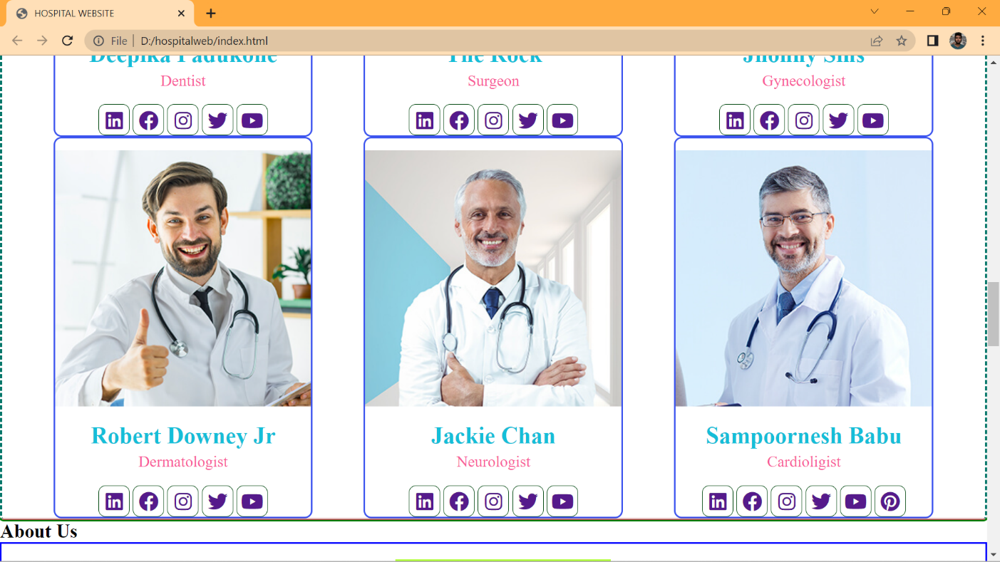 HOSPITAL WEBSITE
File | D:/hospitalweb/index.html
Deepika Padukone The Rock Jhonny Sins
Dentist Surgeon Gynecologist
Robert Downey Jr Jackie Chan Sampoornesh Babu
Dermatologist Neurologist Cardioligist
About Us